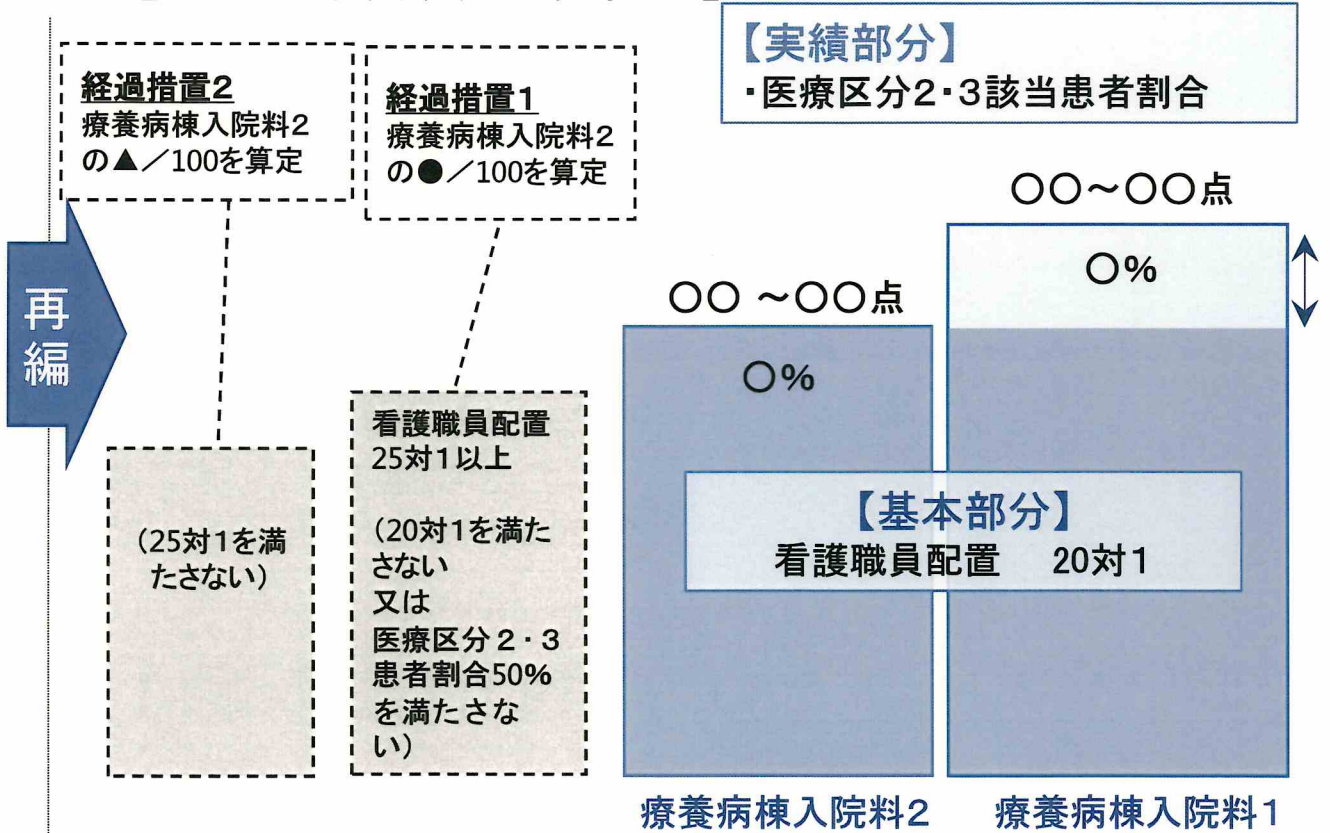 【実績部分】
・医療区分2・3該当患者割合
経過措置2
療養病棟入院料2
の▲/100を算定
経過措置1
療養病棟入院料2
の●/100を算定
再
編
〇〇～〇〇点
〇%
〇〇 ～〇〇点
〇%
(25対1を満
たさない)
看護職員配置
25対1以上
(20対1を満た
さない
又は
医療区分2・3
患者割合50%
を満たさな
い)
【基本部分】
看護職員配置　20対1
療養病棟入院料2
療養病棟入院料1